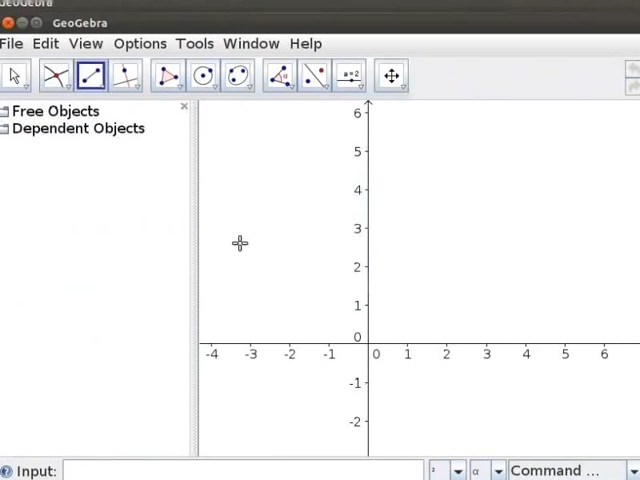 GeoGebra
GeoGebra
File Edit View Options Tools Window Help
α a=2
Free Objects
Dependent Objects
6
5
4
3
2
1
0
-4 -3 -2 -1 0 1 2 3 4 5 6
-1
-2
Input: ² α Command ...